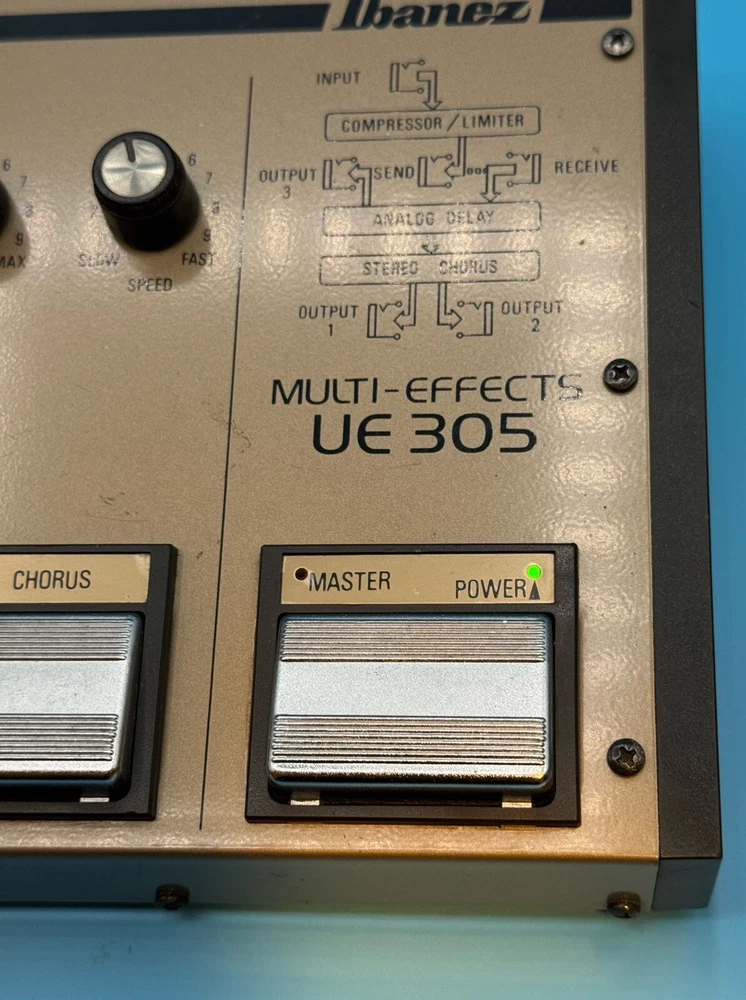 Ibanez
INPUT
COMPRESSOR/LIMITER
OUTPUT 3
SEND
RECEIVE
ANALOG DELAY
STEREO CHORUS
OUTPUT 1
OUTPUT 2
6
7
8
9
MAX
6
7
8
9
SLOW
FAST
SPEED
MULTI-EFFECTS
UE 305
CHORUS
MASTER
POWER